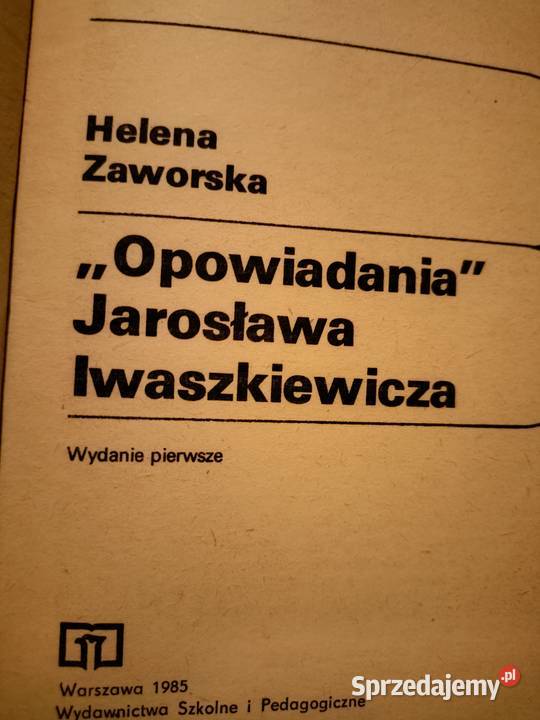 Helena
Zaworska
„Opowiadania”
Jarosława
Iwaszkiewicza
Wydanie pierwsze
Warszawa 1985
Wydawnictwa Szkolne i Pedagogiczne
Sprzedajemy.pl